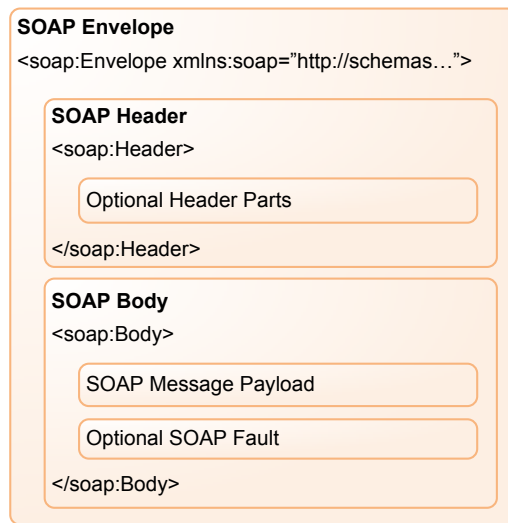 SOAP Envelope
<soap:Envelope xmlns:soap=”http://schemas…”>
SOAP Header
<soap:Header>
Optional Header Parts
</soap:Header>
SOAP Body
<soap:Body>
SOAP Message Payload
Optional SOAP Fault
</soap:Body>